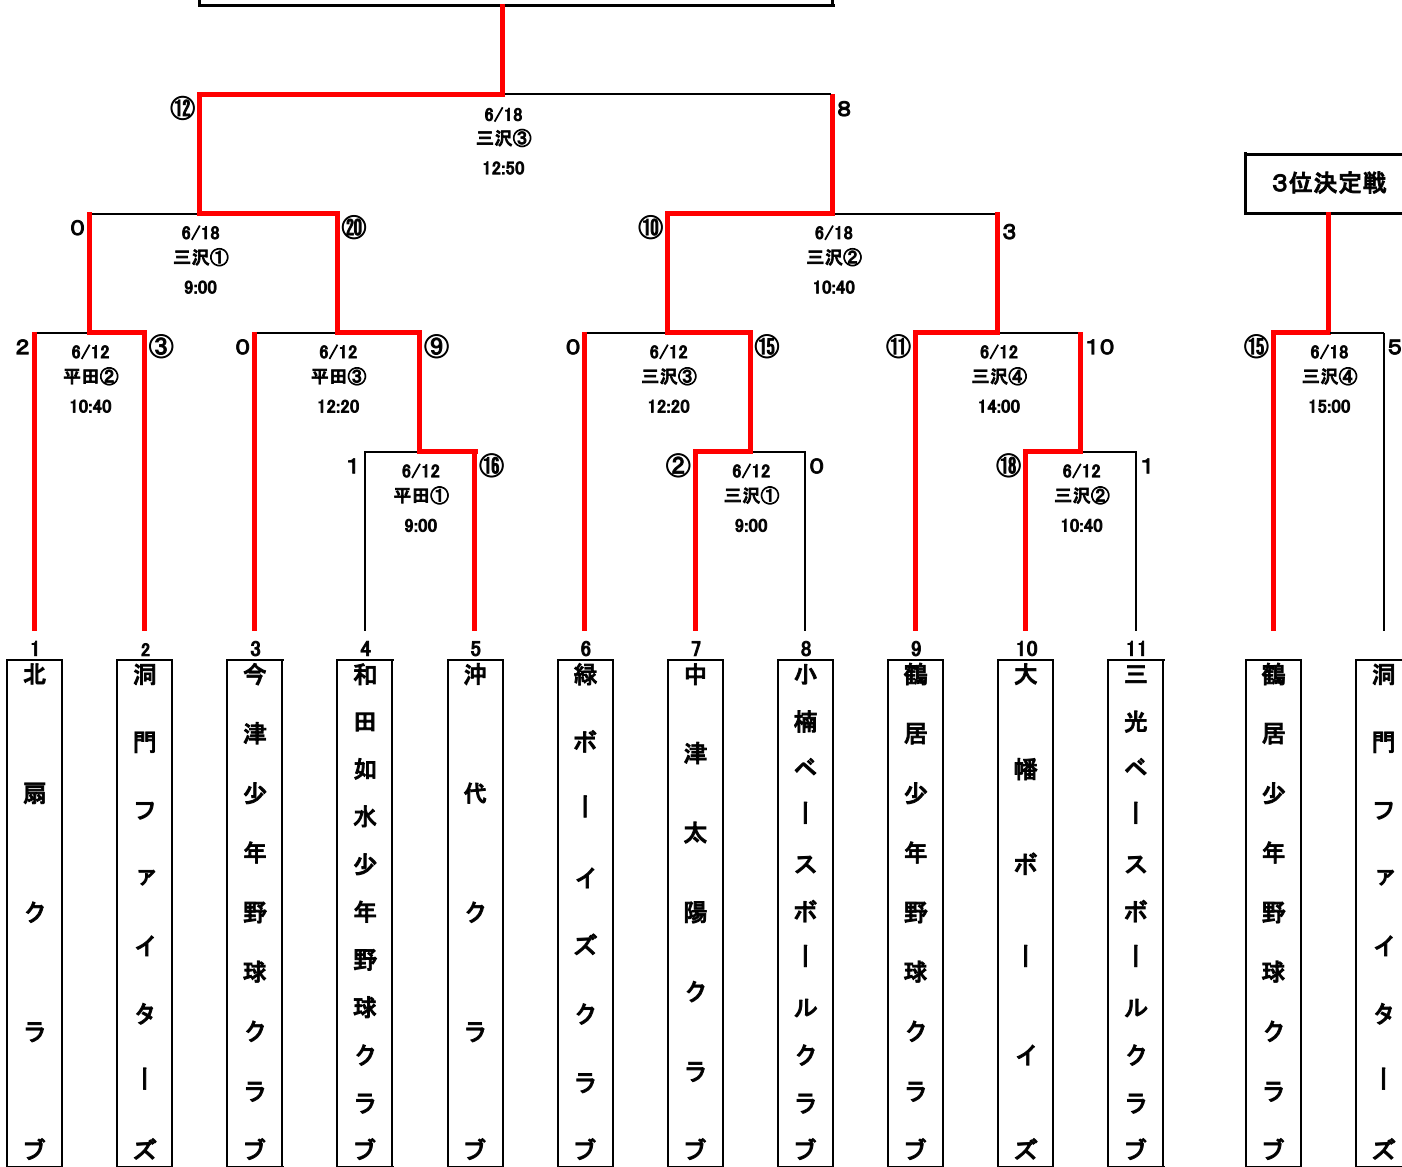 ⑫
8
6/18
三沢③
12:50
3位決定戦
0
⑳
6/18
三沢①
9:00
⑩
3
6/18
三沢②
10:40
2
③
6/12
平田②
10:40
0
⑨
6/12
平田③
12:20
0
⑮
6/12
三沢③
12:20
⑪
10
6/12
三沢④
14:00
⑮
5
6/18
三沢④
15:00
1
⑯
6/12
平田①
9:00
②
0
6/12
三沢①
9:00
⑱
1
6/12
三沢②
10:40
1
北扇クラブ
2
洞門ファイターズ
3
今津少年野球クラブ
4
和田如水少年野球クラブ
5
沖代クラブ
6
緑ボーイズクラブ
7
中津太陽クラブ
8
小楠ベースボールクラブ
9
鶴居少年野球クラブ
10
大幡ボーイズ
11
三光ベースボールクラブ
鶴居少年野球クラブ
洞門ファイターズ